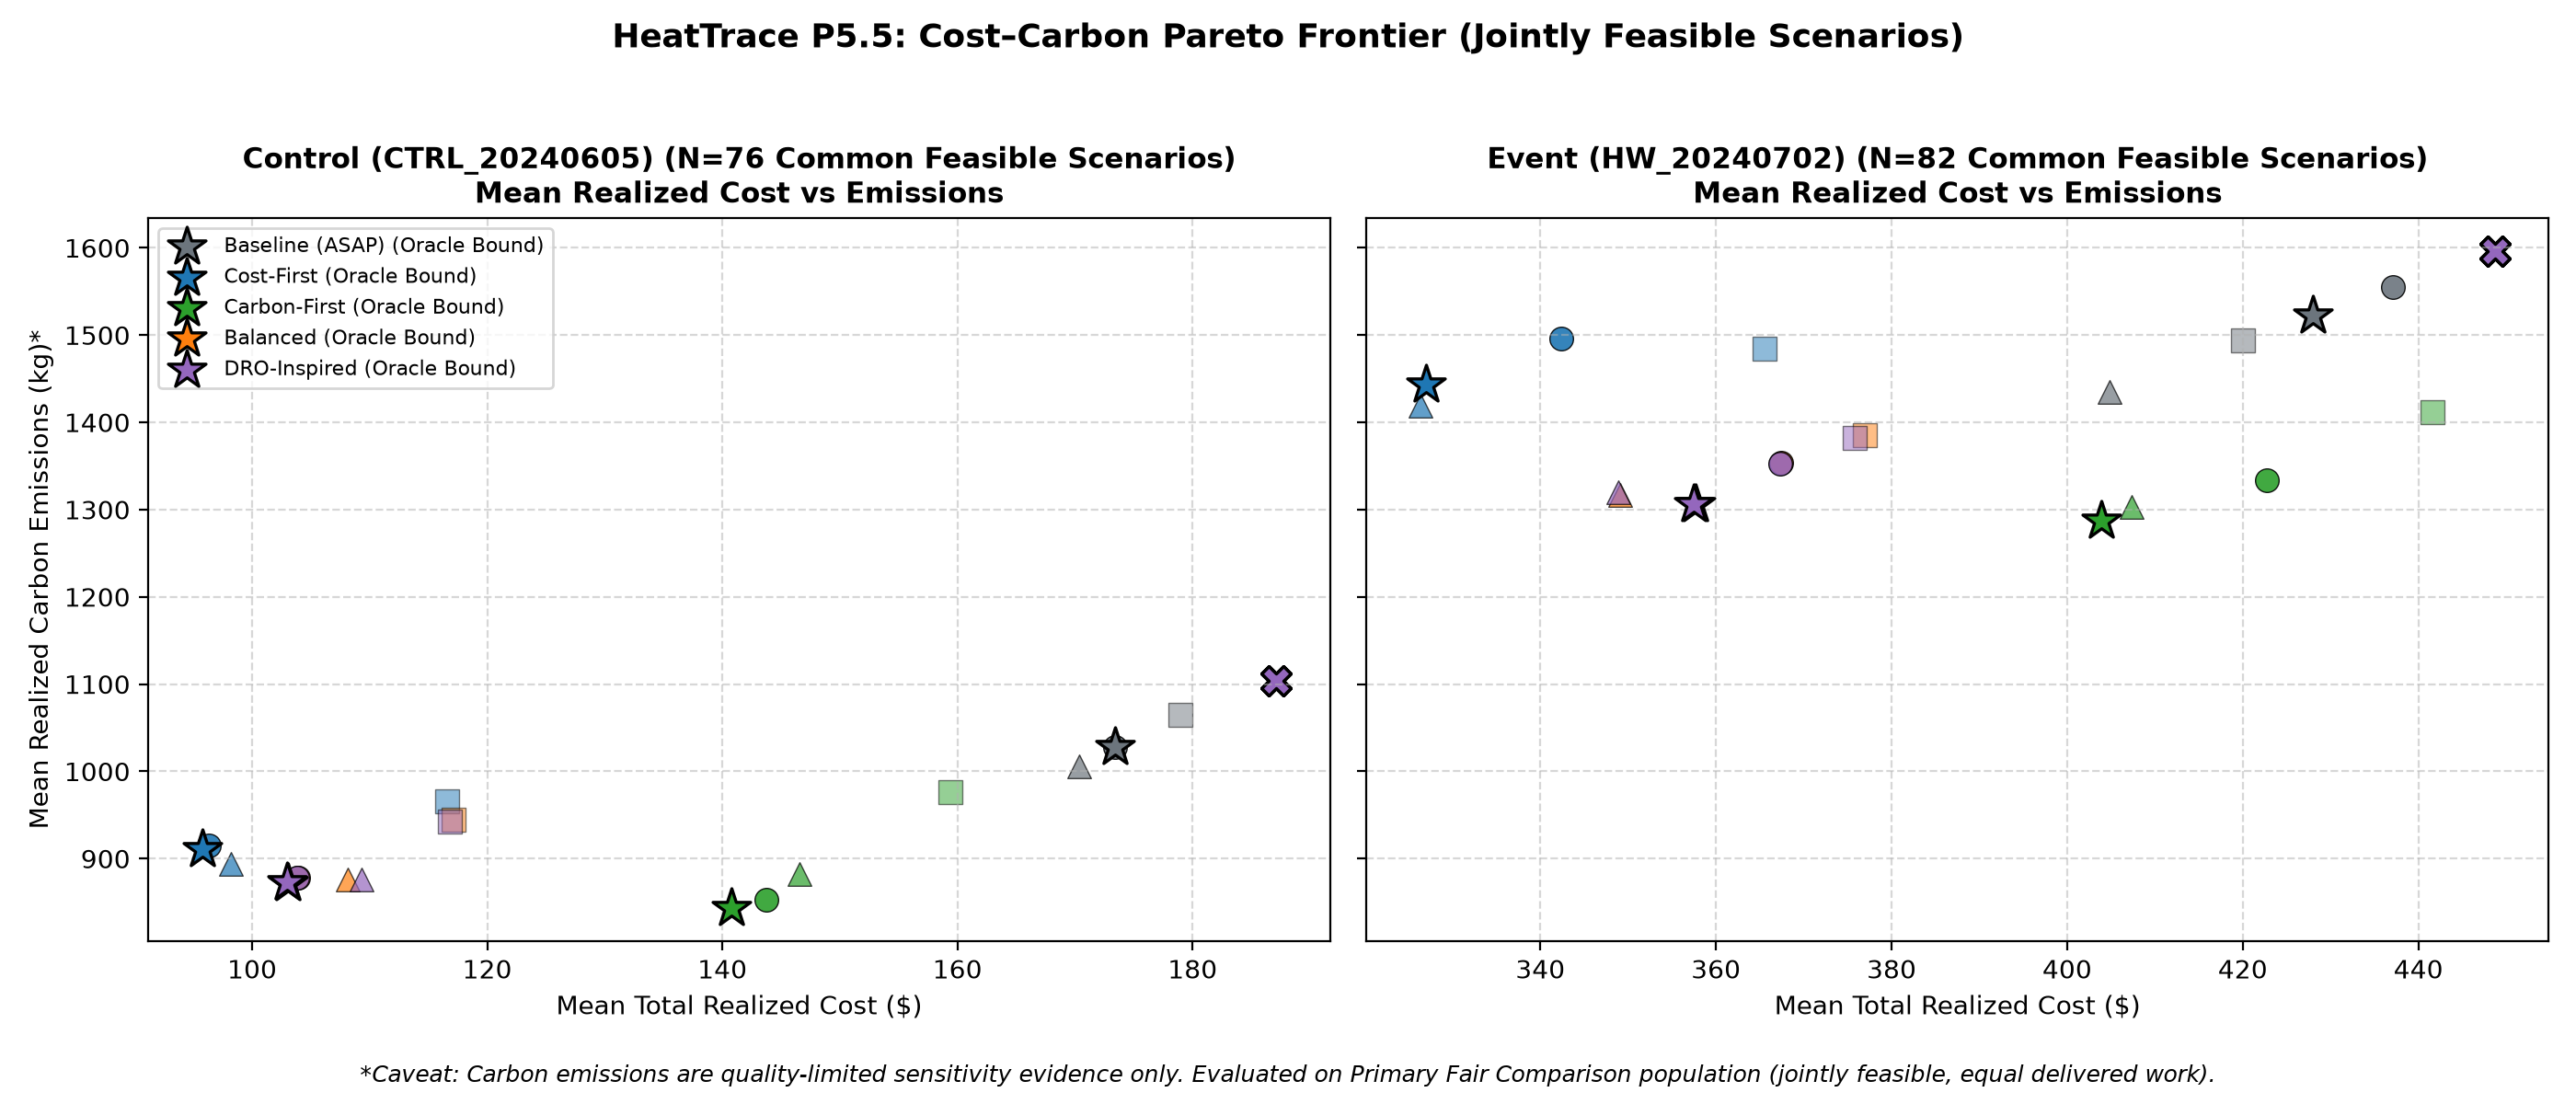 HeatTrace P5.5: Cost–Carbon Pareto Frontier (Jointly Feasible Scenarios)
Control (CTRL_20240605) (N=76 Common Feasible Scenarios)
Mean Realized Cost vs Emissions
Event (HW_20240702) (N=82 Common Feasible Scenarios)
Mean Realized Cost vs Emissions
Baseline (ASAP) (Oracle Bound)
Cost-First (Oracle Bound)
Carbon-First (Oracle Bound)
Balanced (Oracle Bound)
DRO-Inspired (Oracle Bound)
Mean Realized Carbon Emissions (kg)*
1600
1500
1400
1300
1200
1100
1000
900
100 120 140 160 180
Mean Total Realized Cost ($)
340 360 380 400 420 440
Mean Total Realized Cost ($)
*Caveat: Carbon emissions are quality-limited sensitivity evidence only. Evaluated on Primary Fair Comparison population (jointly feasible, equal delivered work).